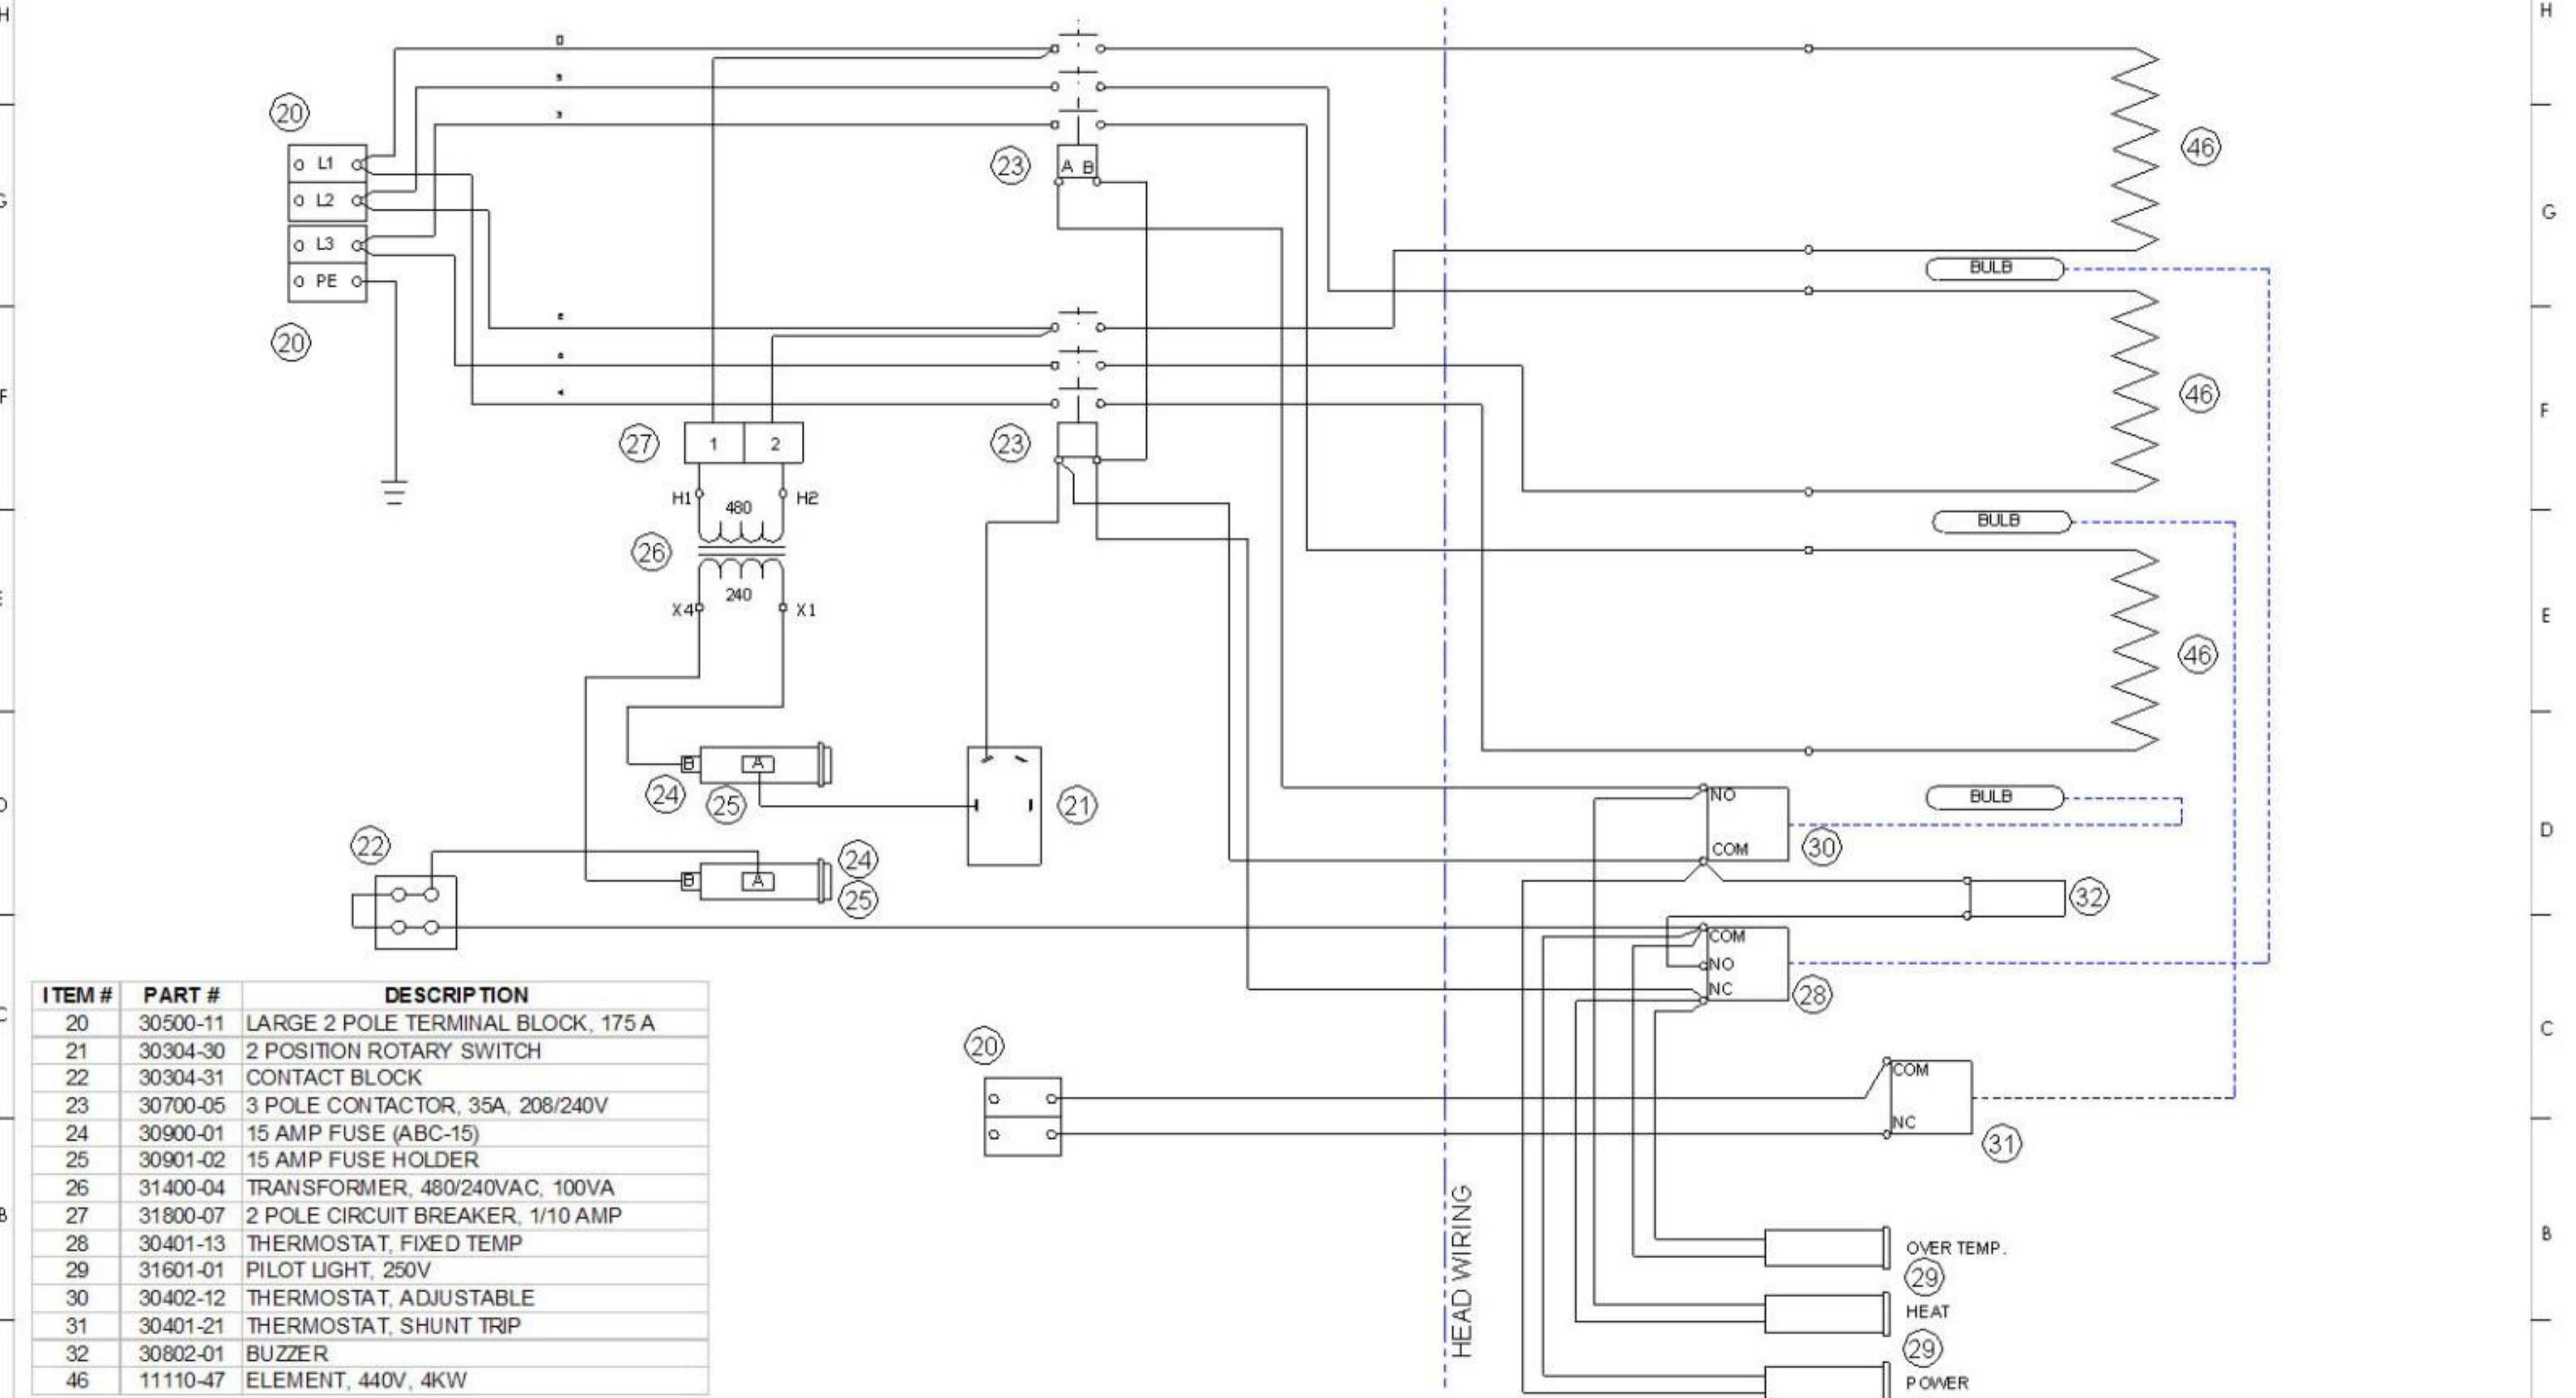 H
H
20
L1
L2
L3
PE
20
23
A B
46
G
G
BULB
F
F
46
27
1 2
23
H1 H2
480
26
240
X4 X1
BULB
E
E
46
B A
24 25
21
D
D
BULB
NO
COM
30
22
24
B A
25
32
COM
NO
NC
28
C
C
20
COM
NC
31
B
B
HEAD WIRING
OVER TEMP.
29
HEAT
29
POWER
ITEM # PART # DESCRIPTION
20 30500-11 LARGE 2 POLE TERMINAL BLOCK, 175 A
21 30304-30 2 POSITION ROTARY SWITCH
22 30304-31 CONTACT BLOCK
23 30700-05 3 POLE CONTACTOR, 35A, 208/240V
24 30900-01 15 AMP FUSE (ABC-15)
25 30901-02 15 AMP FUSE HOLDER
26 31400-04 TRANSFORMER, 480/240VAC, 100VA
27 31800-07 2 POLE CIRCUIT BREAKER, 1/10 AMP
28 30401-13 THERMOSTAT, FIXED TEMP
29 31601-01 PILOT LIGHT, 250V
30 30402-12 THERMOSTAT, ADJUSTABLE
31 30401-21 THERMOSTAT, SHUNT TRIP
32 30802-01 BUZZER
46 11110-47 ELEMENT, 440V, 4KW